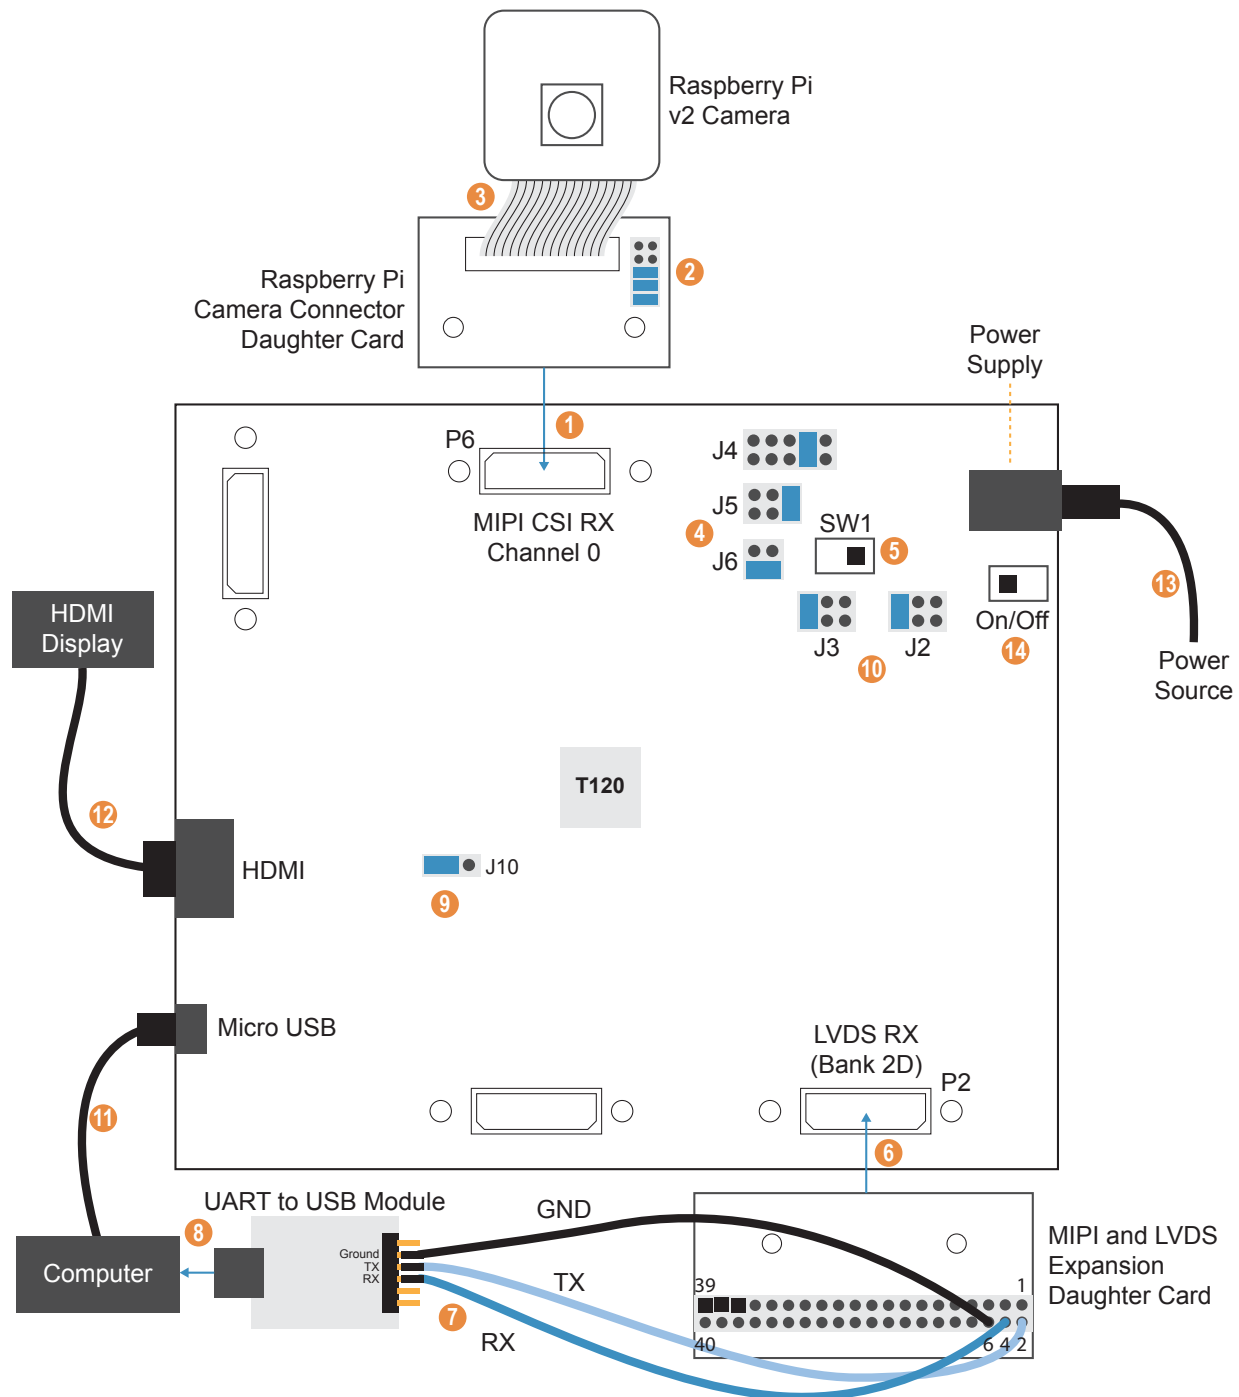 Raspberry Pi
v2 Camera
3
2
Raspberry Pi
Camera Connector
Daughter Card
Power
Supply
1
P6
J4
MIPI CSI RX
Channel 0
J5
4
SW1
5
J6
13
On/Off
14
J3
J2
10
Power
Source
HDMI
Display
T120
12
HDMI
J10
9
Micro USB
LVDS RX
(Bank 2D)
P2
11
6
UART to USB Module
8
GND
Computer
Ground
TX
RX
TX
7
RX
39
1
40
6 4 2
MIPI and LVDS
Expansion
Daughter Card